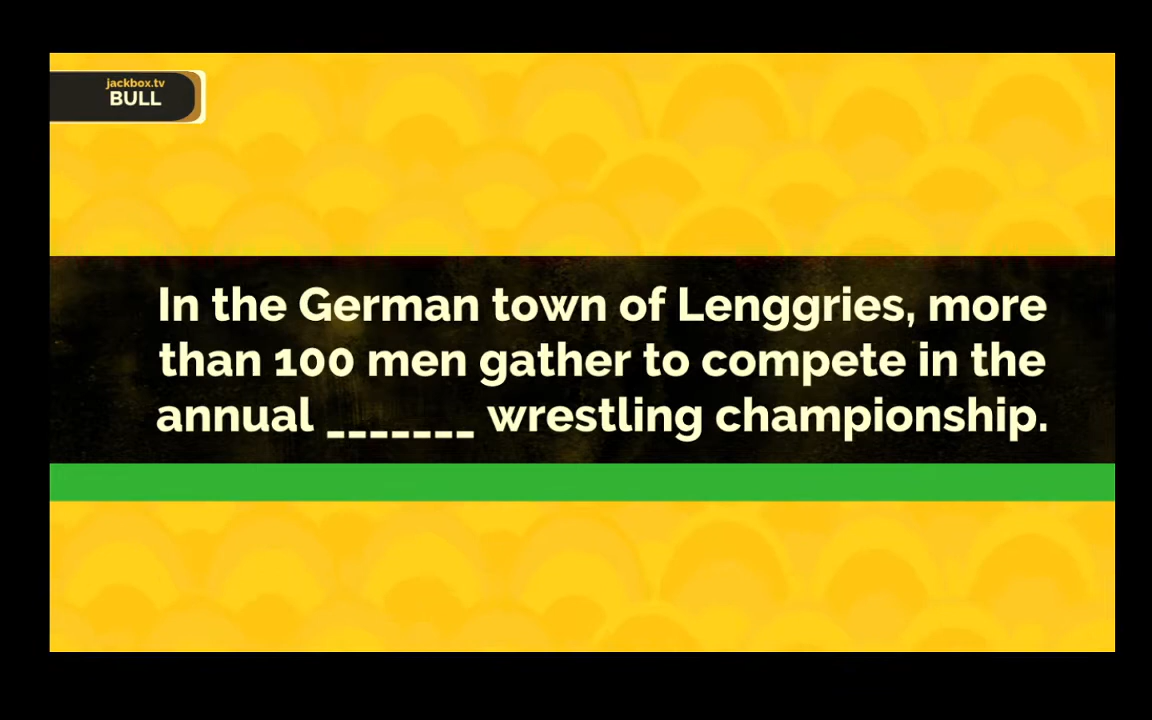 jackbox.tv
BULL
In the German town of Lenggries, more
than 100 men gather to compete in the
annual _______ wrestling championship.